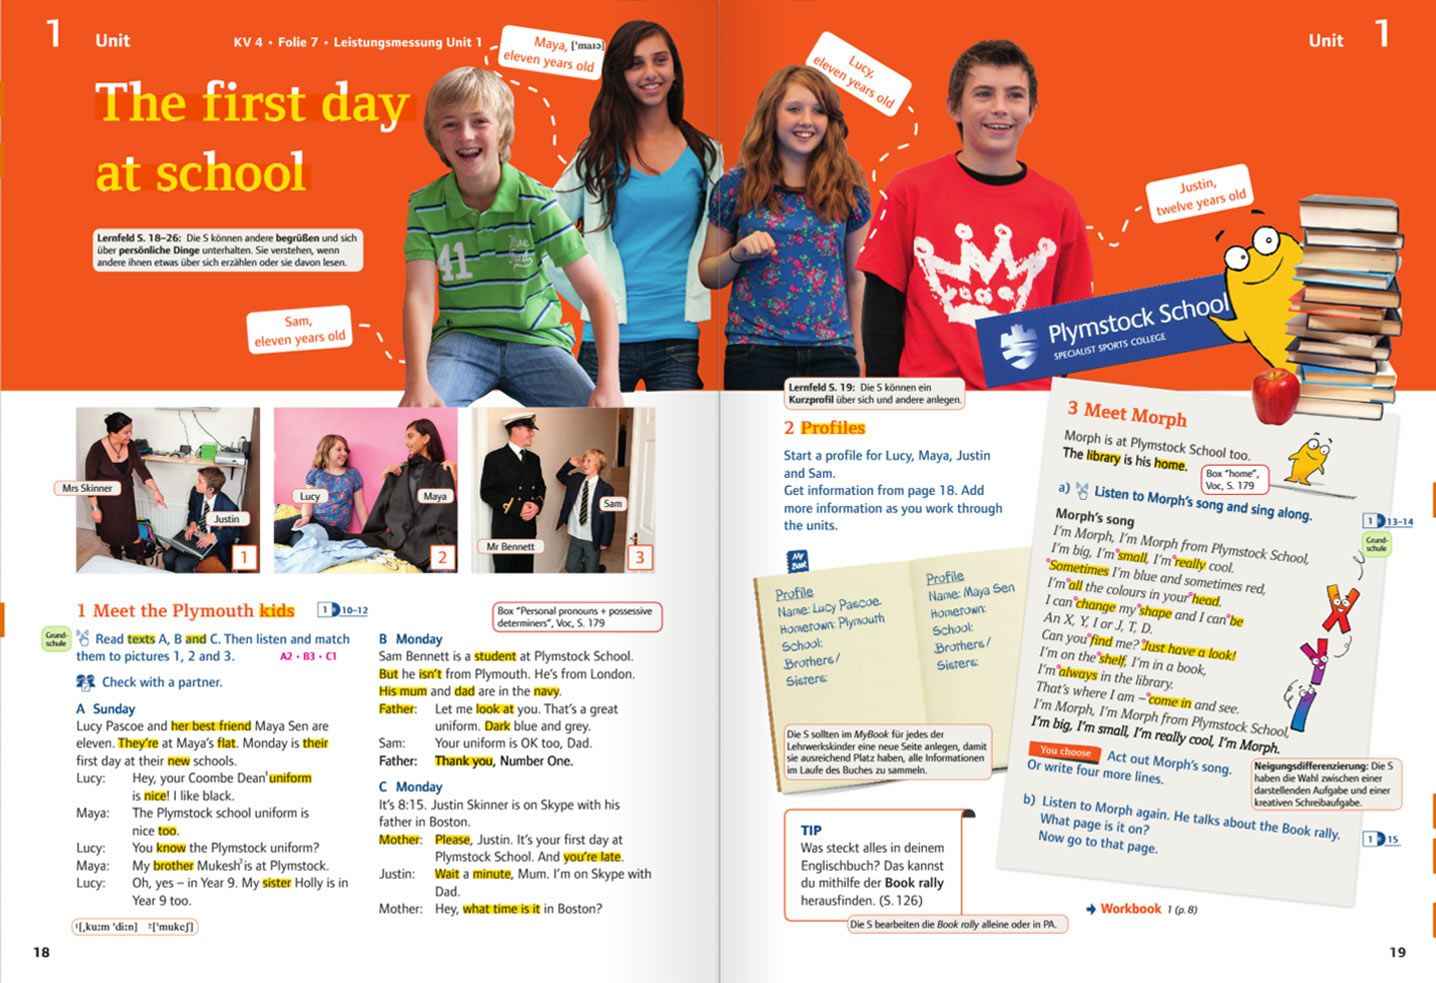 1 Unit
KV 4 • Folie 7 • Leistungsmessung Unit 1
The first day
at school
Lernfeld S. 18–26: Die S können andere begrüßen und sich
über persönliche Dinge unterhalten. Sie verstehen, wenn
andere ihnen etwas über sich erzählen oder sie davon lesen.
Maya, ['maɪə]
eleven years old
Sam,
eleven years old
41
Mrs Skinner
Justin
1
Lucy
Maya
2
Mr Bennett
Sam
3
1 Meet the Plymouth kids
1 10–12
Box "Personal pronouns + possessive
determiners", Voc, S. 179
Grund-
schule
Read texts A, B and C. Then listen and match
them to pictures 1, 2 and 3. A2 • B3 • C1
Check with a partner.
A Sunday
Lucy Pascoe and her best friend Maya Sen are
eleven. They're at Maya's flat. Monday is their
first day at their new schools.
Lucy: Hey, your Coombe Dean¹ uniform
is nice! I like black.
Maya: The Plymstock school uniform is
nice too.
Lucy: You know the Plymstock uniform?
Maya: My brother Mukesh² is at Plymstock.
Lucy: Oh, yes – in Year 9. My sister Holly is in
Year 9 too.
¹[ˌkuːm 'diːn] ²['mukeʃ]
18
B Monday
Sam Bennett is a student at Plymstock School.
But he isn't from Plymouth. He's from London.
His mum and dad are in the navy.
Father: Let me look at you. That's a great
uniform. Dark blue and grey.
Sam: Your uniform is OK too, Dad.
Father: Thank you, Number One.
C Monday
It's 8:15. Justin Skinner is on Skype with his
father in Boston.
Mother: Please, Justin. It's your first day at
Plymstock School. And you're late.
Justin: Wait a minute, Mum. I'm on Skype with
Dad.
Mother: Hey, what time is it in Boston?
Unit 1
Lucy,
eleven years old
Justin,
twelve years old
Plymstock School
SPECIALIST SPORTS COLLEGE
Lernfeld S. 19: Die S können ein
Kurzprofil über sich und andere anlegen.
2 Profiles
Start a profile for Lucy, Maya, Justin
and Sam.
Get information from page 18. Add
more information as you work through
the units.
My
Book
Profile
Name: Lucy Pascoe
Hometown: Plymouth
School:
Brothers/
Sisters:
Profile
Name: Maya Sen
Hometown:
School:
Brothers/
Sisters:
Die S sollten im MyBook für jedes der
Lehrwerkskinder eine neue Seite anlegen, damit
sie ausreichend Platz haben, alle Informationen
im Laufe des Buches zu sammeln.
TIP
Was steckt alles in deinem
Englischbuch? Das kannst
du mithilfe der Book rally
herausfinden. (S. 126)
Die S bearbeiten die Book rally alleine oder in PA.
3 Meet Morph
Morph is at Plymstock School too.
The library is his home.
Box "home",
Voc, S. 179
a) Listen to Morph's song and sing along.
1 13–14
Grund-
schule
Morph's song
I'm Morph, I'm Morph from Plymstock School,
I'm big, I'm small, I'm really cool.
Sometimes I'm blue and sometimes red,
I'm all the colours in your head.
I can change my shape and I can be
An X, Y, I or J, T, D.
Can you find me? Just have a look!
I'm on the shelf, I'm in a book,
I'm always in the library.
That's where I am – come in and see.
I'm Morph, I'm Morph from Plymstock School,
I'm big, I'm small, I'm really cool, I'm Morph.
You choose Act out Morph's song.
Or write four more lines.
Neigungsdifferenzierung: Die S
haben die Wahl zwischen einer
darstellenden Aufgabe und einer
kreativen Schreibaufgabe.
b) Listen to Morph again. He talks about the Book rally.
What page is it on?
Now go to that page.
1 15
Workbook 1 (p. 8)
19